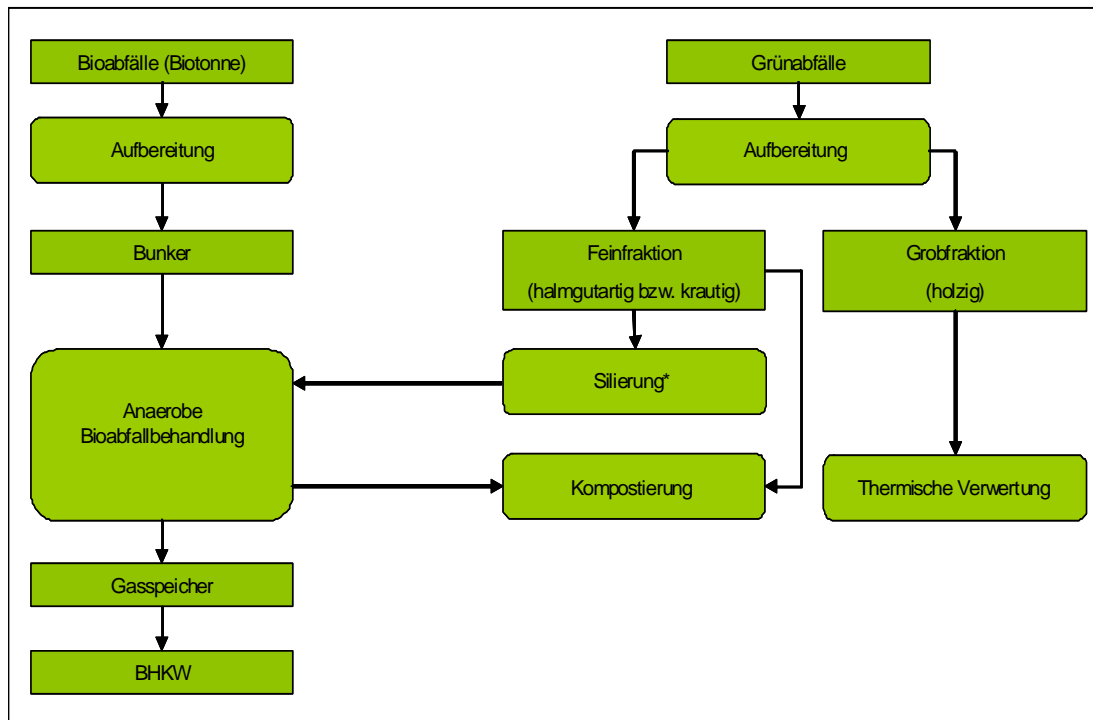 Bioabfälle (Biotonne)
Grünabfälle
Aufbereitung
Aufbereitung
Bunker
Feinfraktion
(halmgutartig bzw. krautig)
Grobfraktion
(holzig)
Silierung*
Anaerobe
Bioabfallbehandlung
Kompostierung
Thermische Verwertung
Gasspeicher
BHKW